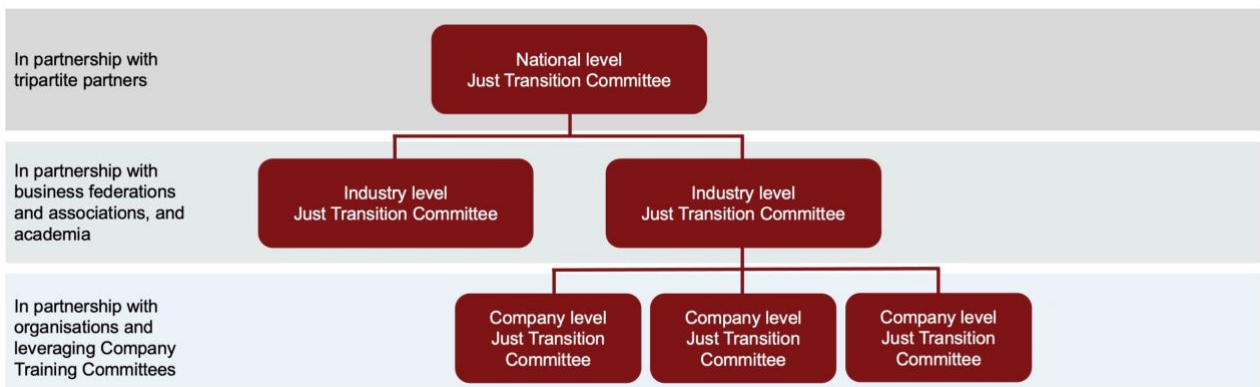 In partnership with
tripartite partners
National level
Just Transition Committee
In partnership with
business federations
and associations, and
academia
Industry level
Just Transition Committee
Industry level
Just Transition Committee
In partnership with
organisations and
leveraging Company
Training Committees
Company level
Just Transition
Committee
Company level
Just Transition
Committee
Company level
Just Transition
Committee